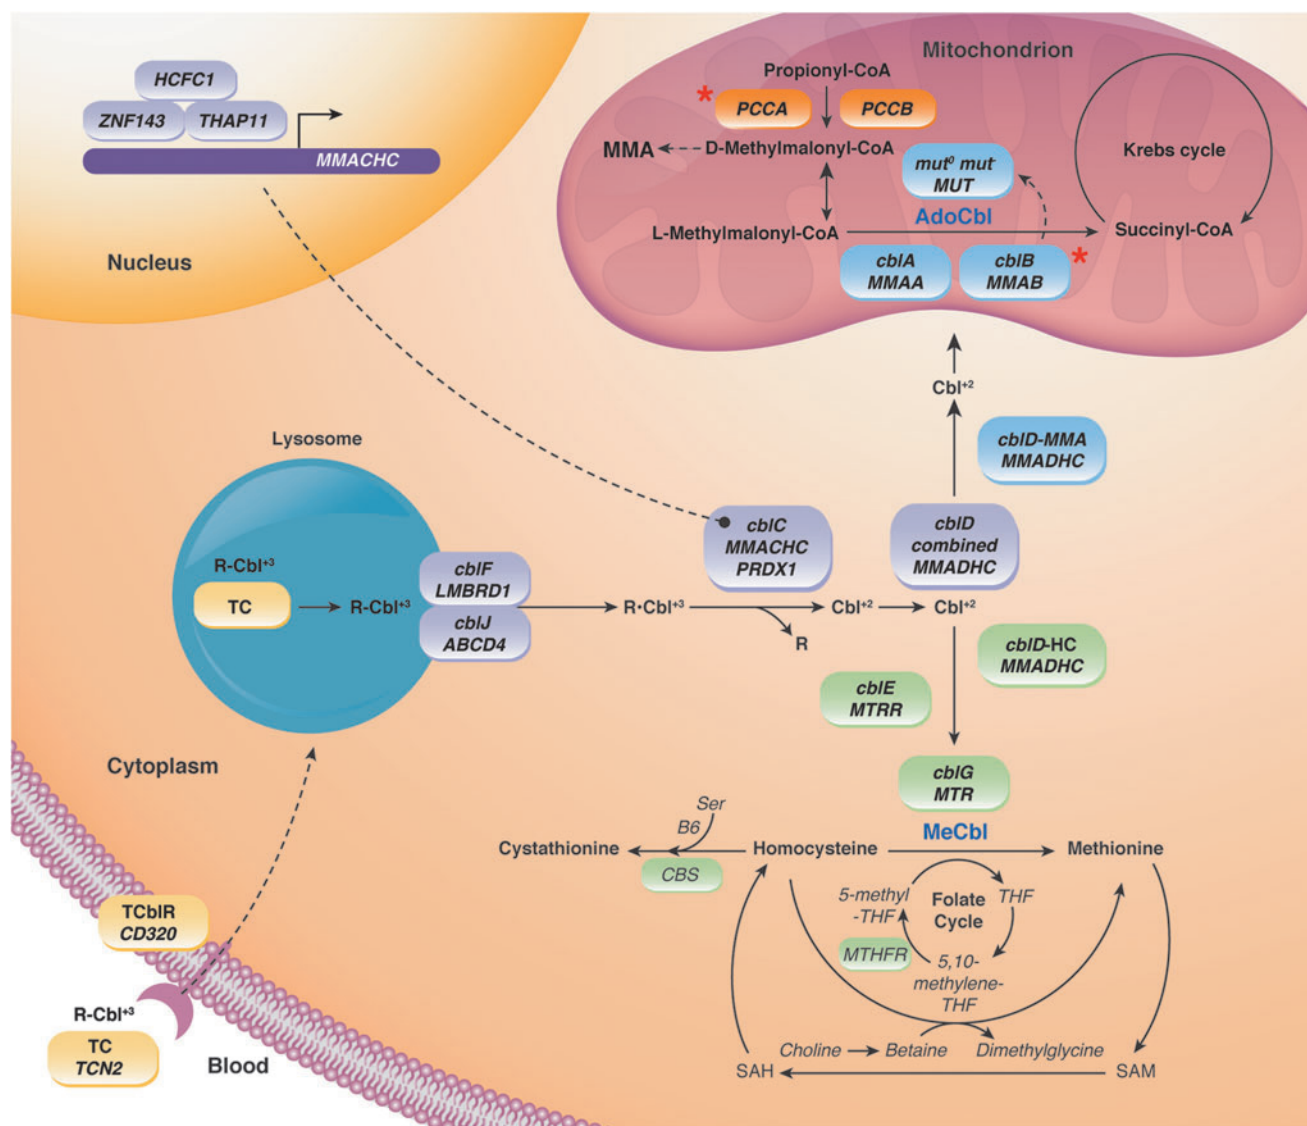 Mitochondrion
HCFC1
ZNF143
THAP11
MMACHC
Nucleus
Propionyl-CoA
* PCCA
PCCB
MMA
D-Methylmalonyl-CoA
mut⁰ mut⁻
MUT
Krebs cycle
AdoCbl
L-Methylmalonyl-CoA
Succinyl-CoA
cblA
MMAA
cblB
MMAB
*
Cbl⁺²
cblD-MMA
MMADHC
Lysosome
R-Cbl⁺³
TC
R-Cbl⁺³
cblF
LMBRD1
cblJ
ABCD4
cblC
MMACHC
PRDX1
cblD
combined
MMADHC
R•Cbl⁺³
R
Cbl⁺²
Cbl⁺²
cblD-HC
MMADHC
cblE
MTRR
cblG
MTR
MeCbl
Cytoplasm
Ser
B6
Cystathionine
CBS
Homocysteine
Methionine
5-methyl
-THF
Folate
Cycle
THF
MTHFR
5,10-
methylene-
THF
Choline
Betaine
Dimethylglycine
SAH
SAM
TCblR
CD320
R-Cbl⁺³
TC
TCN2
Blood